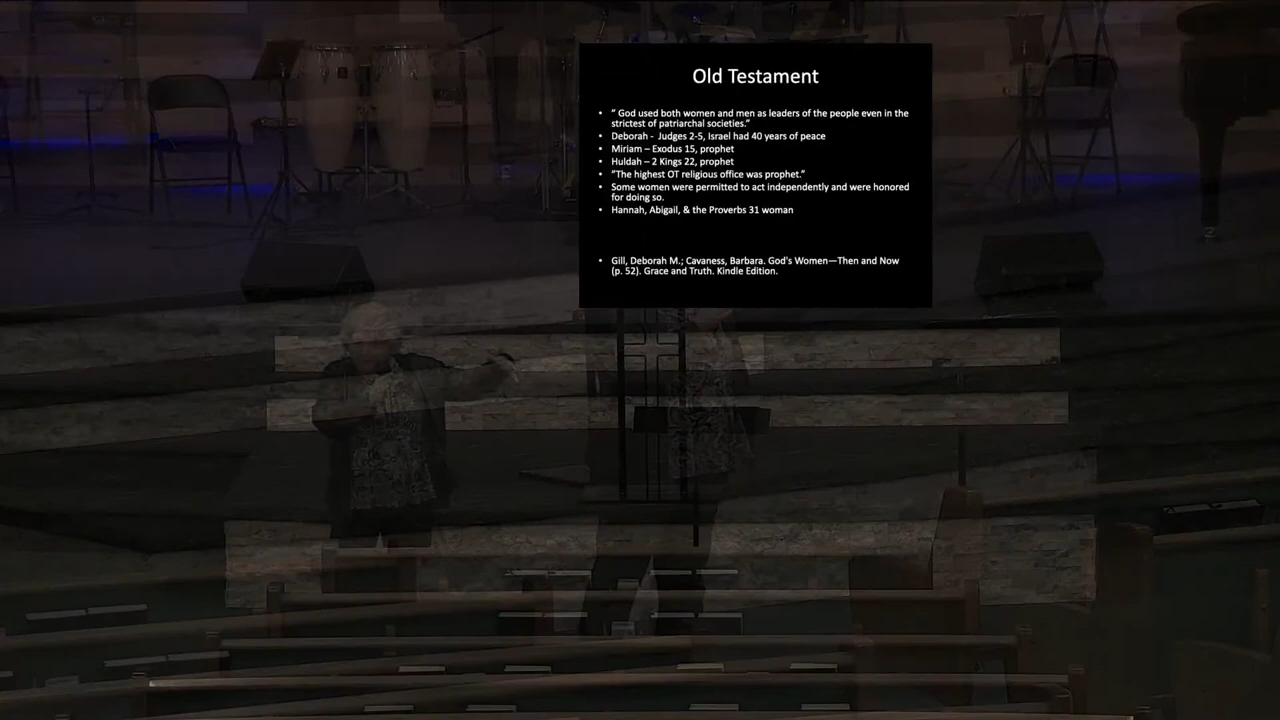 Old Testament
• " God used both women and men as leaders of the people even in the
strictest of patriarchal societies."
• Deborah - Judges 2-5, Israel had 40 years of peace
• Miriam – Exodus 15, prophet
• Huldah – 2 Kings 22, prophet
• "The highest OT religious office was prophet."
• Some women were permitted to act independently and were honored
for doing so.
• Hannah, Abigail, & the Proverbs 31 woman
• Gill, Deborah M.; Cavaness, Barbara. God's Women—Then and Now
(p. 52). Grace and Truth. Kindle Edition.